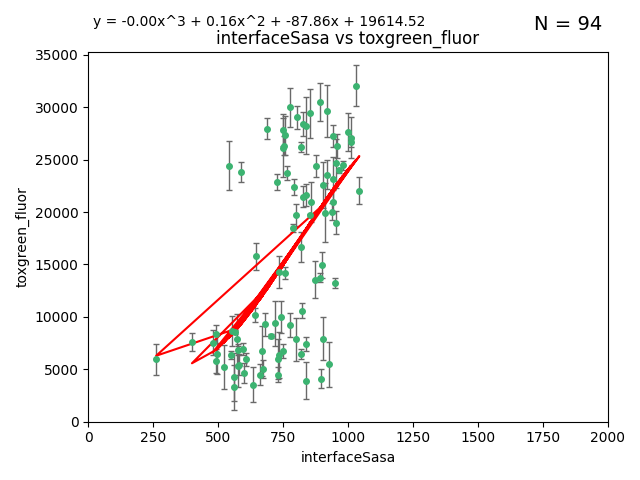 y = -0.00x^3 + 0.16x^2 + -87.86x + 19614.52
N = 94
interfaceSasa vs toxgreen_fluor
35000
30000
25000
20000
15000
10000
5000
0
toxgreen_fluor
0 250 500 750 1000 1250 1500 1750 2000
interfaceSasa